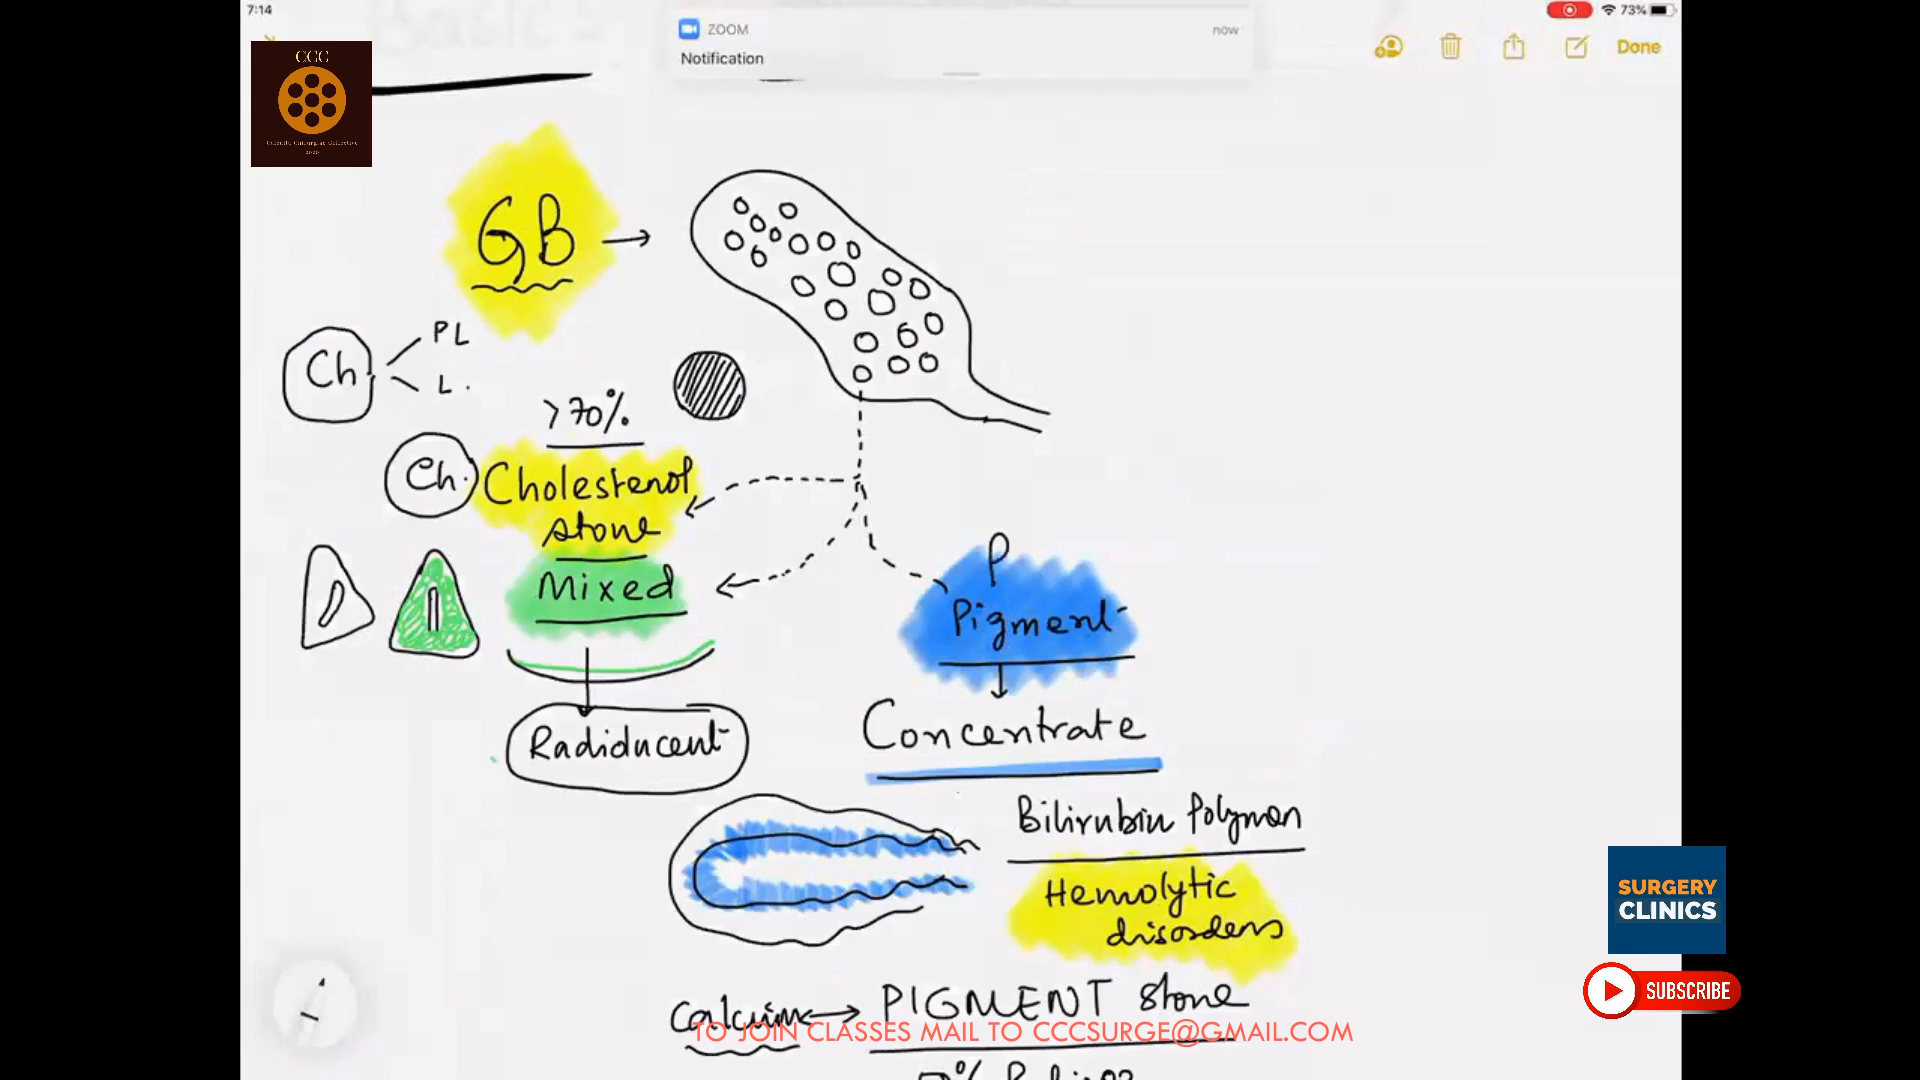 7:14
73%
ZOOM
now
Notification
Done
CCC
2020
GB
Ch
PL
L.
>70%
Ch.
Cholesterol
stone
Mixed
P
Pigment
Radiolucent
Concentrate
Bilirubin Polymer
Hemolytic
disorders
Calcium → PIGMENT stone
TO JOIN CLASSES MAIL TO CCCSURGE@GMAIL.COM
SURGERY
CLINICS
SUBSCRIBE